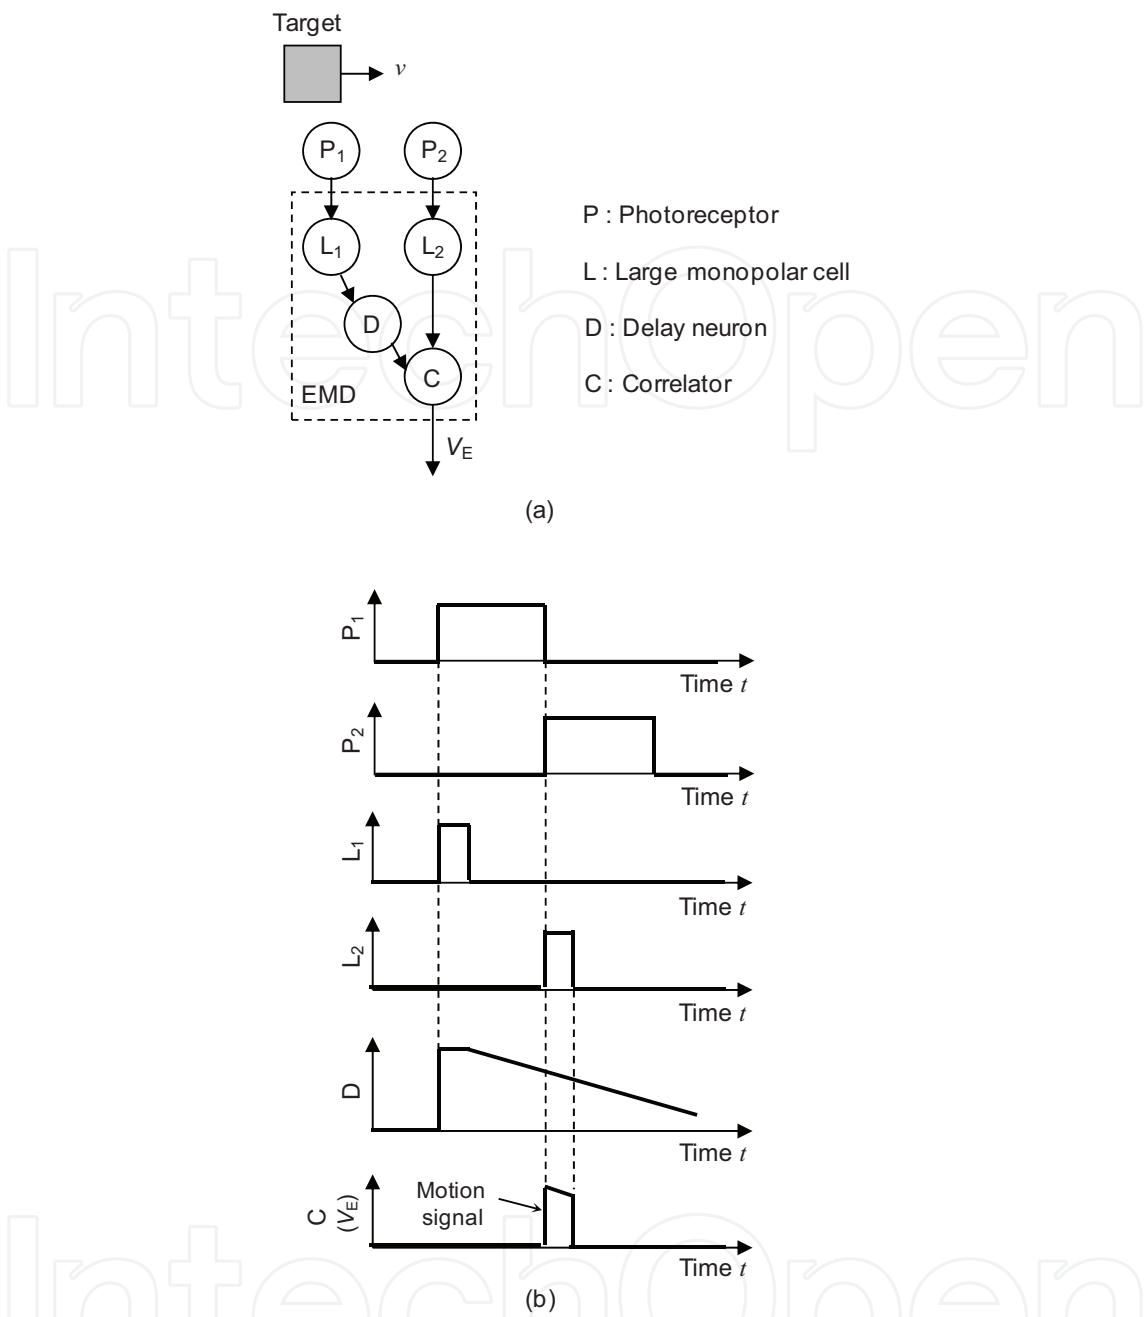 Target
v
P1
P2
L1
L2
D
C
EMD
VE
P : Photoreceptor
L : Large monopolar cell
D : Delay neuron
C : Correlator
IntechOpen
(a)
P1
Time t
P2
Time t
L1
Time t
L2
Time t
D
Time t
C
(VE)
Motion
signal
Time t
IntechOpen
(b)